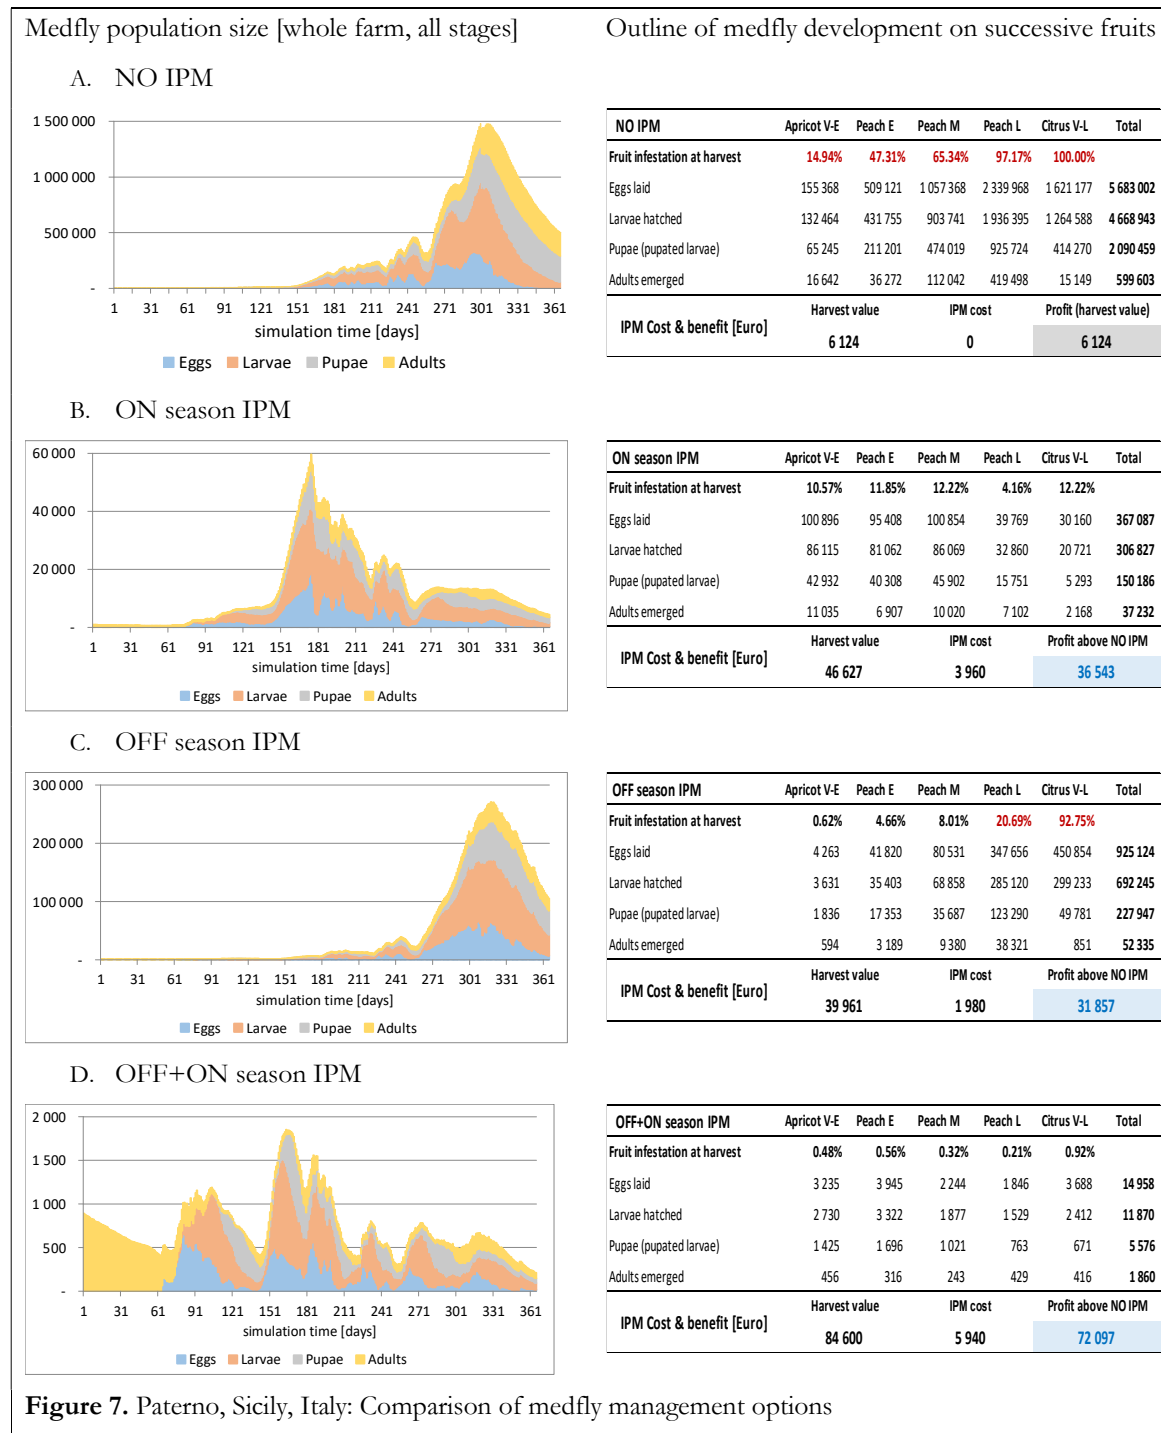 Medfly population size [whole farm, all stages]
Outline of medfly development on successive fruits
A. NO IPM
1 500 000
1 000 000
500 000
-
1 31 61 91 121 151 181 211 241 271 301 331 361
simulation time [days]
Eggs Larvae Pupae Adults
NO IPM Apricot V-E Peach E Peach M Peach L Citrus V-L Total
Fruit infestation at harvest 14.94% 47.31% 65.34% 97.17% 100.00%
Eggs laid 155 368 509 121 1 057 368 2 339 968 1 621 177 5 683 002
Larvae hatched 132 464 431 755 903 741 1 936 395 1 264 588 4 668 943
Pupae (pupated larvae) 65 245 211 201 474 019 925 724 414 270 2 090 459
Adults emerged 16 642 36 272 112 042 419 498 15 149 599 603
IPM Cost & benefit [Euro] Harvest value IPM cost Profit (harvest value)
6 124 0 6 124
B. ON season IPM
60 000
40 000
20 000
-
1 31 61 91 121 151 181 211 241 271 301 331 361
simulation time [days]
Eggs Larvae Pupae Adults
ON season IPM Apricot V-E Peach E Peach M Peach L Citrus V-L Total
Fruit infestation at harvest 10.57% 11.85% 12.22% 4.16% 12.22%
Eggs laid 100 896 95 408 100 854 39 769 30 160 367 087
Larvae hatched 86 115 81 062 86 069 32 860 20 721 306 827
Pupae (pupated larvae) 42 932 40 308 45 902 15 751 5 293 150 186
Adults emerged 11 035 6 907 10 020 7 102 2 168 37 232
IPM Cost & benefit [Euro] Harvest value IPM cost Profit above NO IPM
46 627 3 960 36 543
C. OFF season IPM
300 000
200 000
100 000
-
1 31 61 91 121 151 181 211 241 271 301 331 361
simulation time [days]
Eggs Larvae Pupae Adults
OFF season IPM Apricot V-E Peach E Peach M Peach L Citrus V-L Total
Fruit infestation at harvest 0.62% 4.66% 8.01% 20.69% 92.75%
Eggs laid 4 263 41 820 80 531 347 656 450 854 925 124
Larvae hatched 3 631 35 403 68 858 285 120 299 233 692 245
Pupae (pupated larvae) 1 836 17 353 35 687 123 290 49 781 227 947
Adults emerged 594 3 189 9 380 38 321 851 52 335
IPM Cost & benefit [Euro] Harvest value IPM cost Profit above NO IPM
39 961 1 980 31 857
D. OFF+ON season IPM
2 000
1 500
1 000
500
-
1 31 61 91 121 151 181 211 241 271 301 331 361
simulation time [days]
Eggs Larvae Pupae Adults
OFF+ON season IPM Apricot V-E Peach E Peach M Peach L Citrus V-L Total
Fruit infestation at harvest 0.48% 0.56% 0.32% 0.21% 0.92%
Eggs laid 3 235 3 945 2 244 1 846 3 688 14 958
Larvae hatched 2 730 3 322 1 877 1 529 2 412 11 870
Pupae (pupated larvae) 1 425 1 696 1 021 763 671 5 576
Adults emerged 456 316 243 429 416 1 860
IPM Cost & benefit [Euro] Harvest value IPM cost Profit above NO IPM
84 600 5 940 72 097
Figure 7. Paterno, Sicily, Italy: Comparison of medfly management options